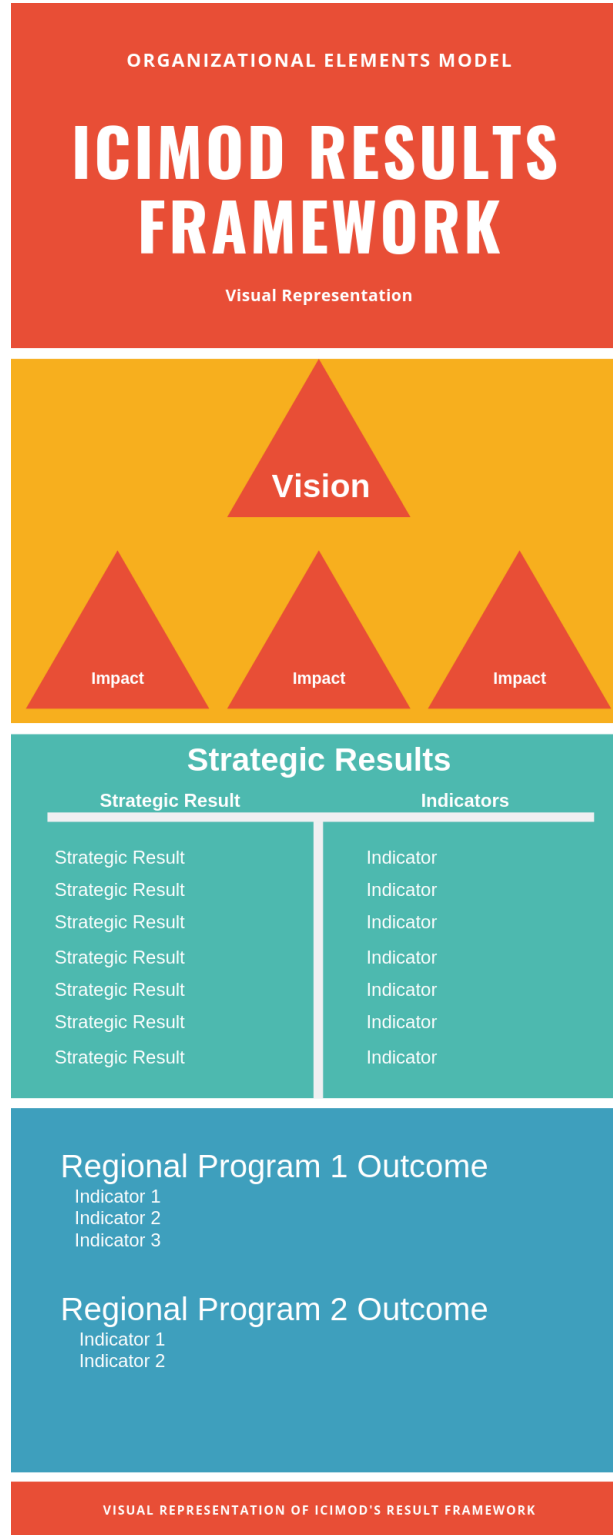 ORGANIZATIONAL ELEMENTS MODEL
ICIMOD RESULTS
FRAMEWORK
Visual Representation
Vision
Impact Impact Impact
Strategic Results
Strategic Result Indicators
Strategic Result Indicator
Strategic Result Indicator
Strategic Result Indicator
Strategic Result Indicator
Strategic Result Indicator
Strategic Result Indicator
Strategic Result Indicator
Regional Program 1 Outcome
Indicator 1
Indicator 2
Indicator 3
Regional Program 2 Outcome
Indicator 1
Indicator 2
VISUAL REPRESENTATION OF ICIMOD'S RESULT FRAMEWORK